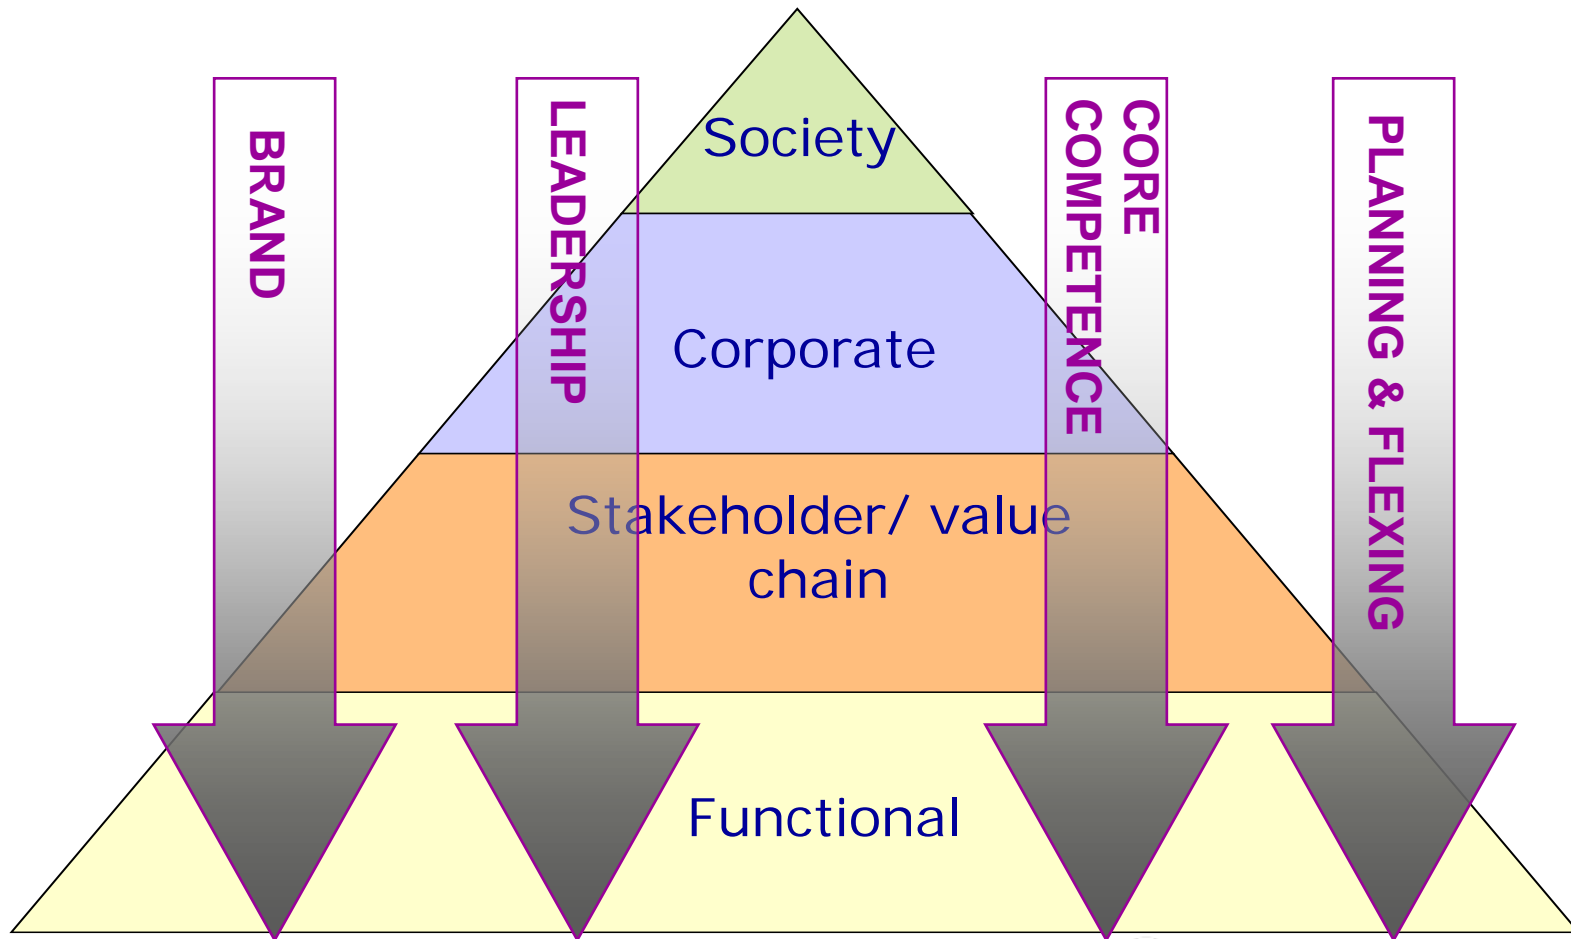 BRAND
LEADERSHIP
CORE
COMPETENCE
PLANNING & FLEXING
Society
Corporate
Stakeholder/ value
chain
Functional